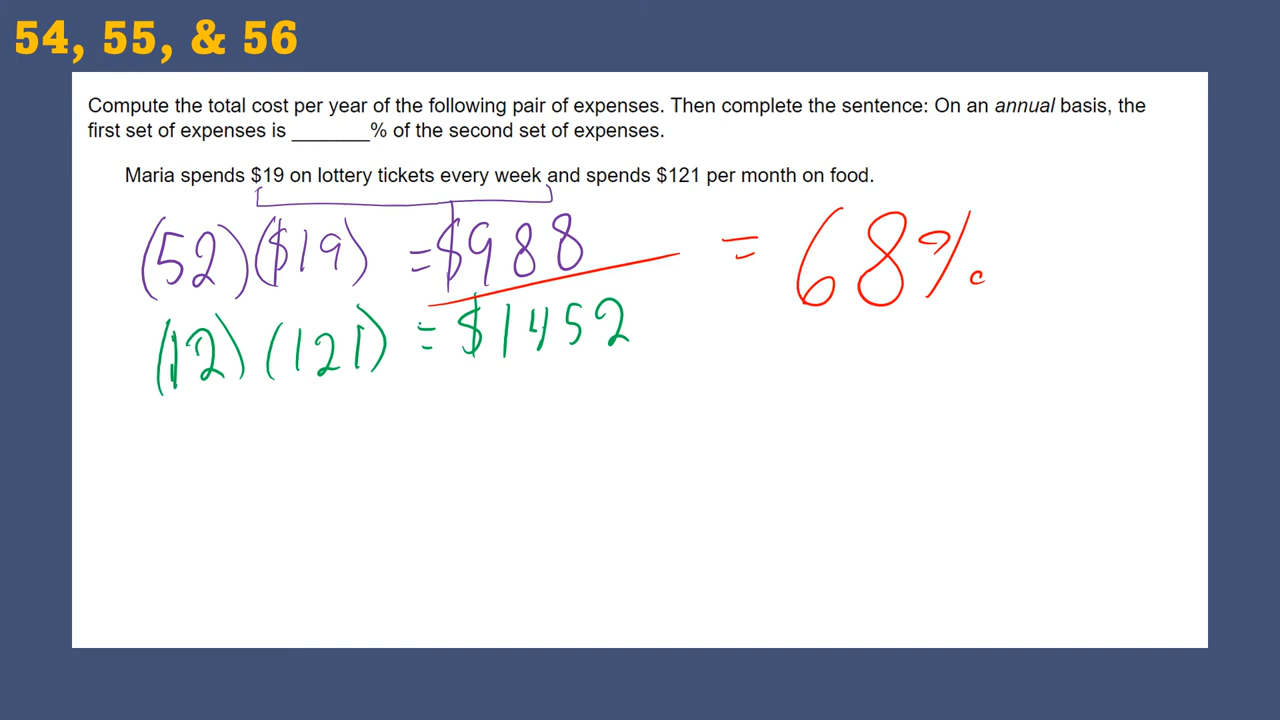 54, 55, & 56
Compute the total cost per year of the following pair of expenses. Then complete the sentence: On an annual basis, the
first set of expenses is _______% of the second set of expenses.
Maria spends $19 on lottery tickets every week and spends $121 per month on food.
(52)($19) = $988 = 68%
(12)(121) = $1452